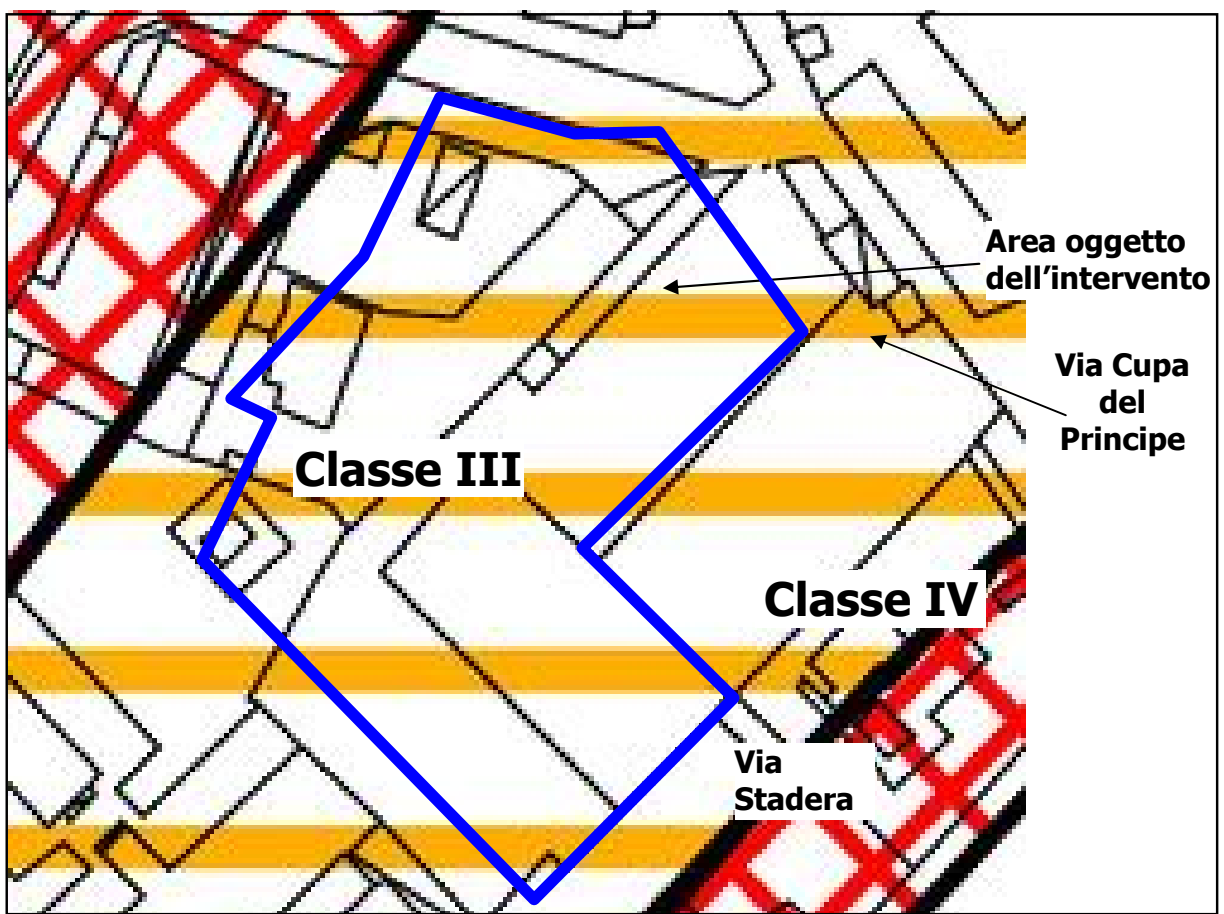 Area oggetto
dell'intervento
Via Cupa
del
Principe
Classe III
Classe IV
Via
Stadera